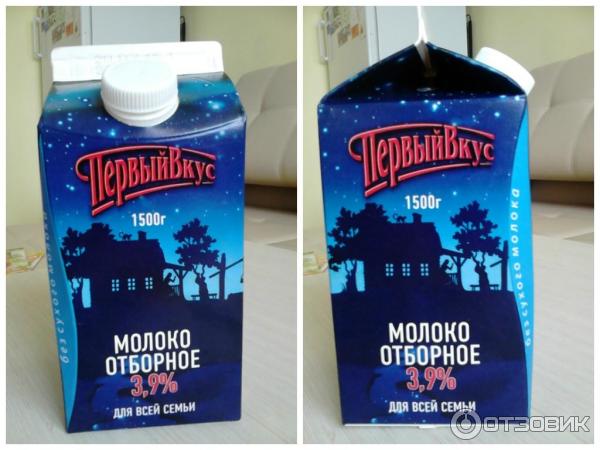 ПервыйВкус
1500г
без сухого молока
МОЛОКО
ОТБОРНОЕ
3,9%
ДЛЯ ВСЕЙ СЕМЬИ
ПервыйВкус
1500г
без сухого молока
МОЛОКО
ОТБОРНОЕ
3,9%
ДЛЯ ВСЕЙ СЕМЬИ
ОТЗОВИК